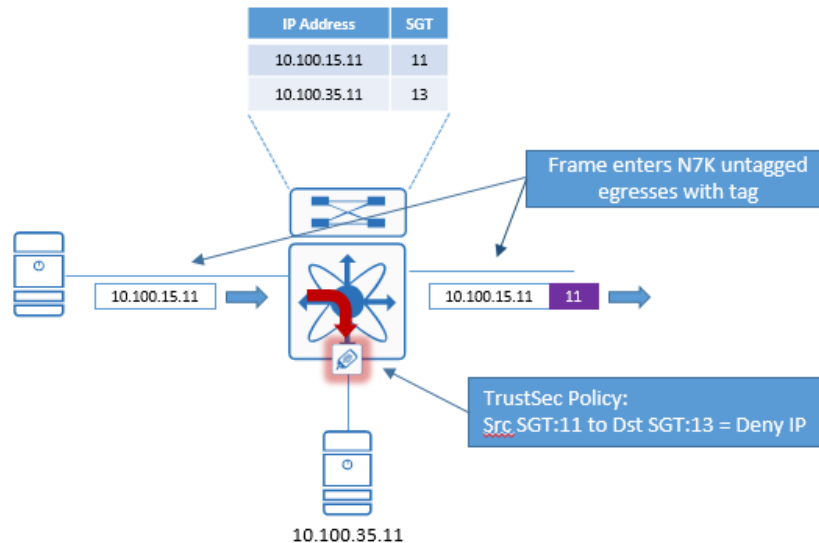 IP Address SGT
10.100.15.11 11
10.100.35.11 13
Frame enters N7K untagged
egresses with tag
10.100.15.11
10.100.15.11 11
TrustSec Policy:
Src SGT:11 to Dst SGT:13 = Deny IP
10.100.35.11